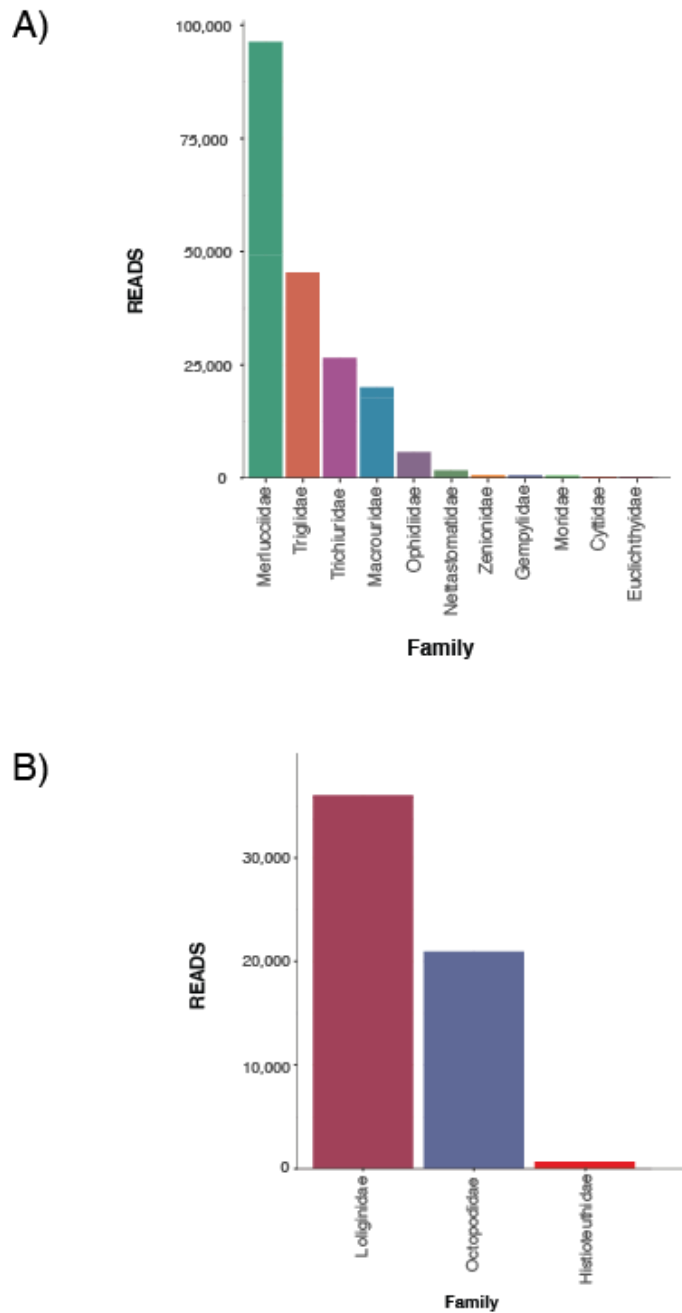 A)
100,000
75,000
50,000
25,000
0
READS
Merlucciidae
Triglidae
Trichiuridae
Macrouridae
Ophidiidae
Nettastomatidae
Zenionidae
Gempylidae
Moridae
Cyttidae
Euclichthyidae
Family
B)
30,000
20,000
10,000
0
READS
Loliginidae
Octopodidae
Histioteuthidae
Family